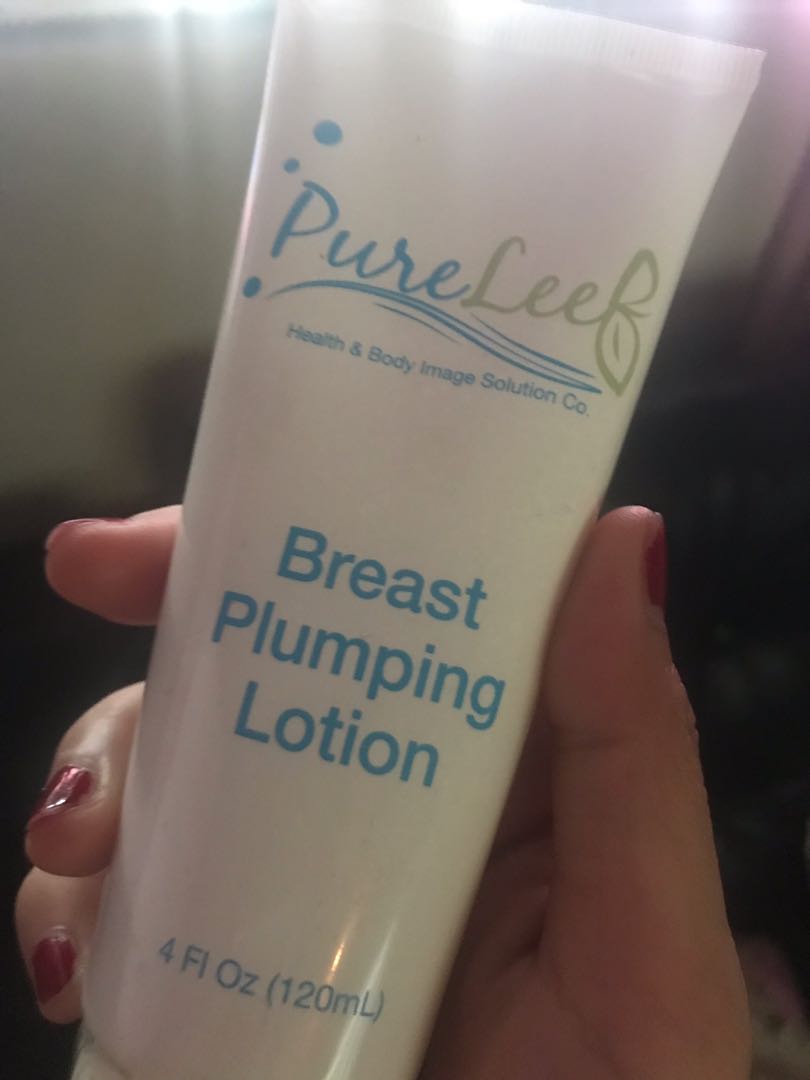 PureLeef
Health & Body Image Solution Co.
Breast
Plumping
Lotion
4 Fl Oz (120mL)